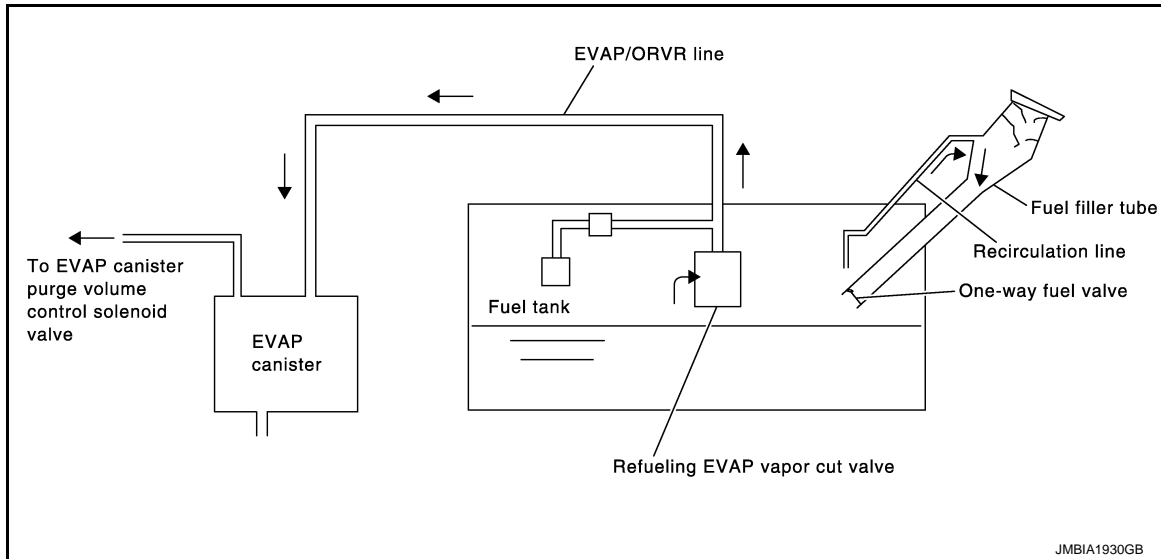 EVAP/ORVR line
Fuel filler tube
Recirculation line
One-way fuel valve
To EVAP canister
purge volume
control solenoid
valve
Fuel tank
EVAP
canister
Refueling EVAP vapor cut valve
JMBIA1930GB